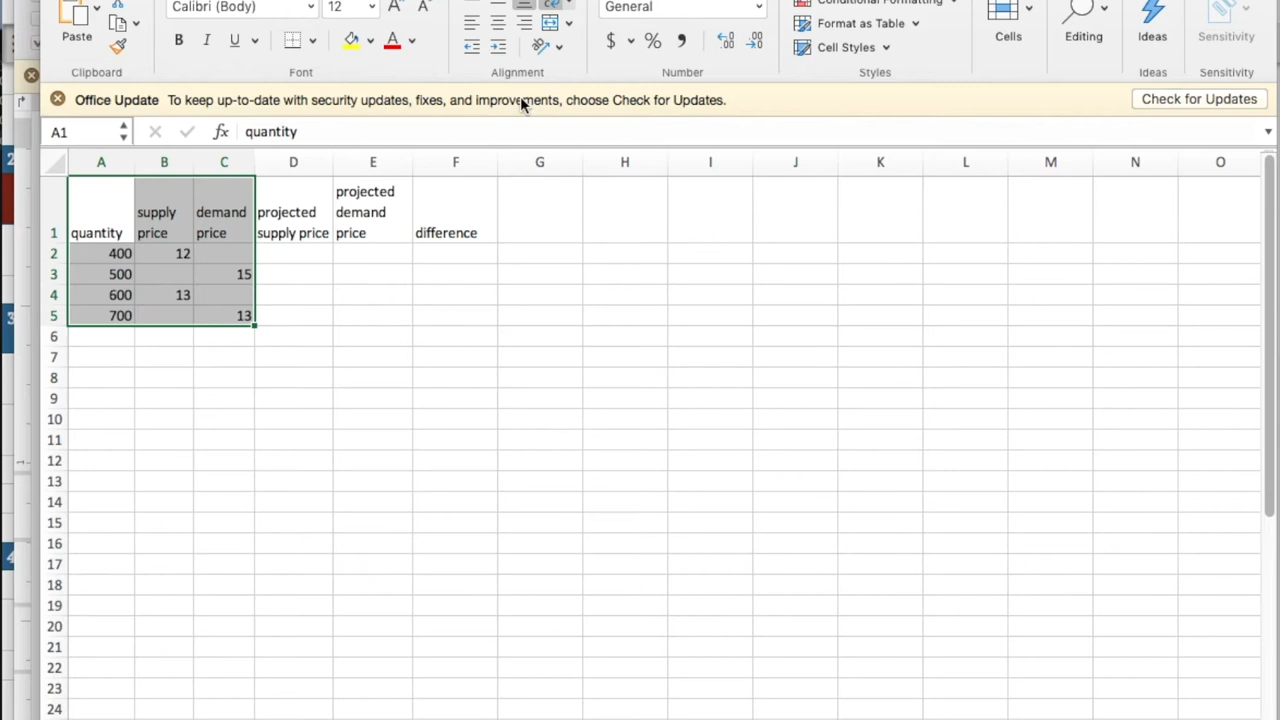 Calibri (Body) 12 General
Conditional Formatting
Paste B I U $ % Format as Table Cells Editing Ideas Sensitivity
Cell Styles
Clipboard Font Alignment Number Styles Ideas Sensitivity
Office Update To keep up-to-date with security updates, fixes, and improvements, choose Check for Updates. Check for Updates
A1 fx quantity
A B C D E F G H I J K L M N O
projected
supply demand projected demand
1 quantity price price supply price price difference
2 400 12
3 500 15
4 600 13
5 700 13
6
7
8
9
10
11
12
13
14
15
16
17
18
19
20
21
22
23
24
2
3
4